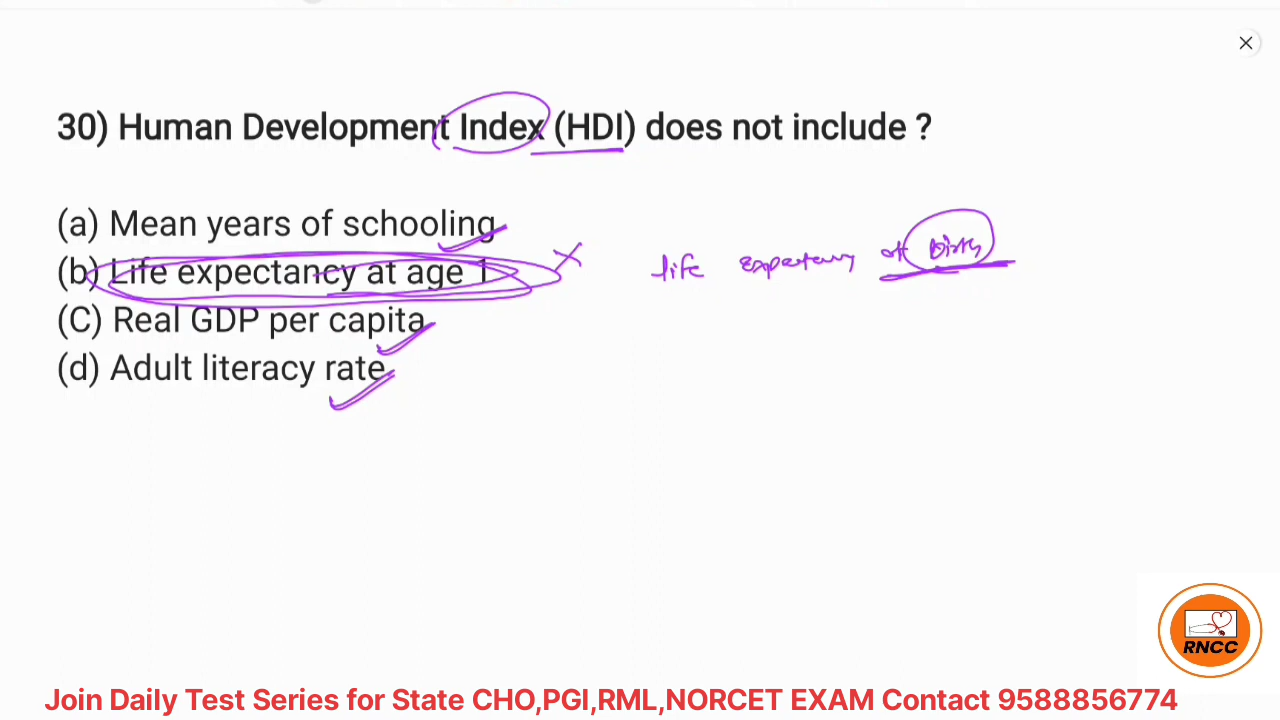 30) Human Development Index (HDI) does not include ?
(a) Mean years of schooling
(b) Life expectancy at age 1
life expectancy at birth
(C) Real GDP per capita
(d) Adult literacy rate
RNCC
Join Daily Test Series for State CHO,PGI,RML,NORCET EXAM Contact 9588856774